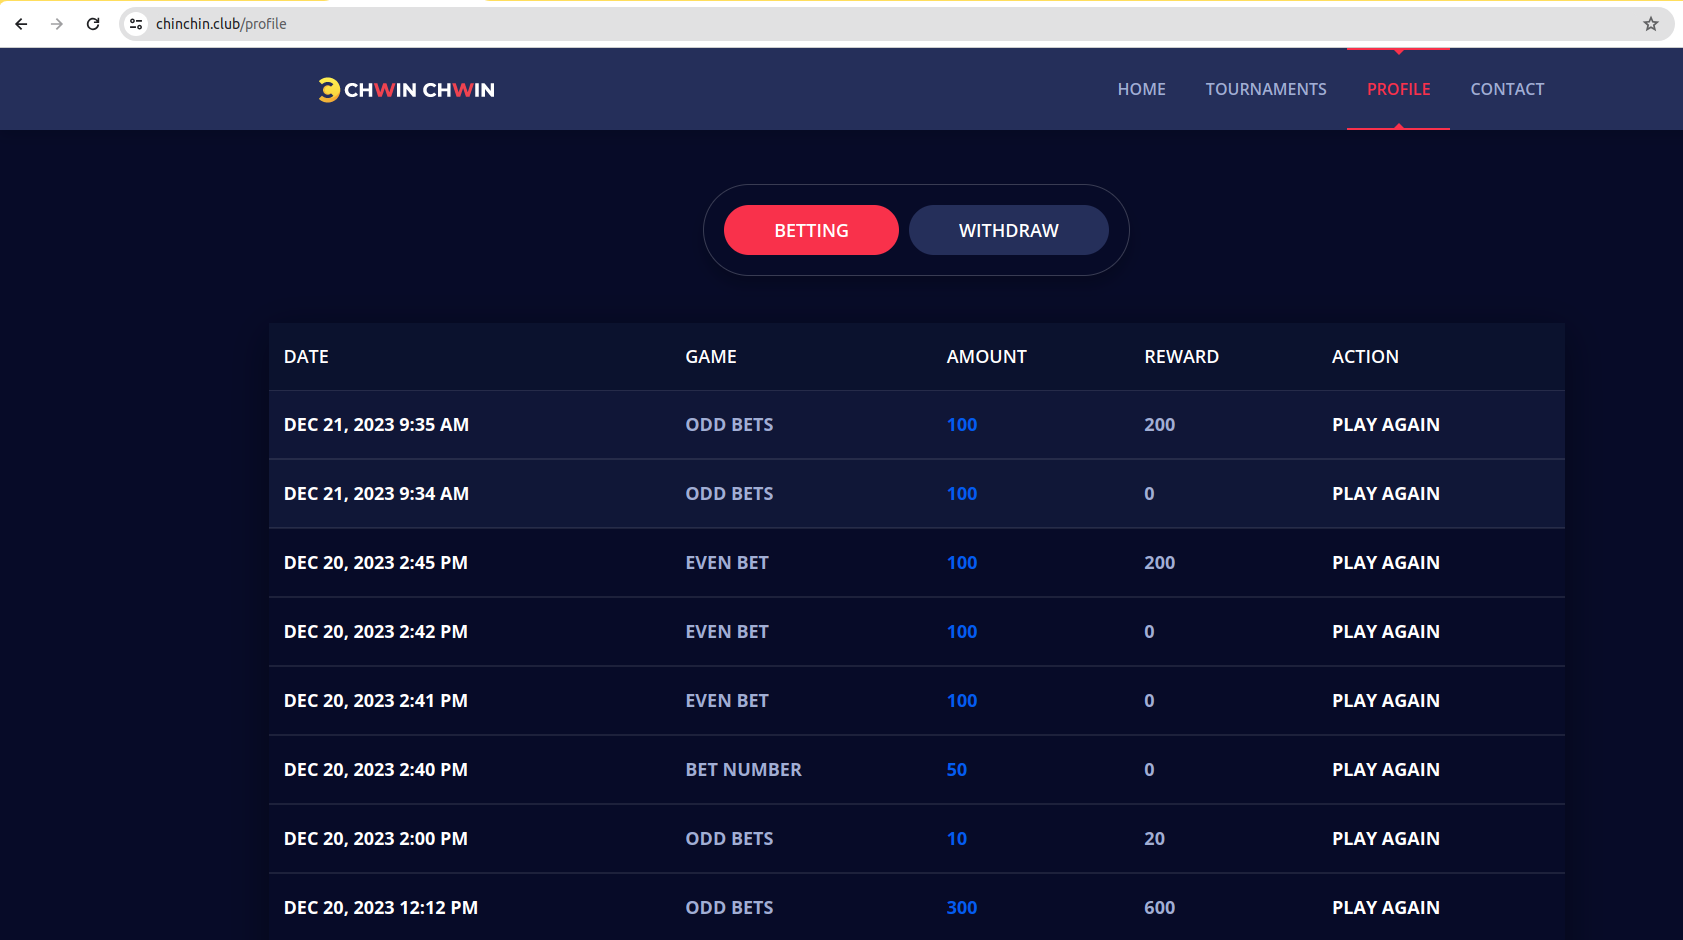 chinchin.club/profile
CHWIN CHWIN HOME TOURNAMENTS PROFILE CONTACT
BETTING WITHDRAW
DATE GAME AMOUNT REWARD ACTION
DEC 21, 2023 9:35 AM ODD BETS 100 200 PLAY AGAIN
DEC 21, 2023 9:34 AM ODD BETS 100 0 PLAY AGAIN
DEC 20, 2023 2:45 PM EVEN BET 100 200 PLAY AGAIN
DEC 20, 2023 2:42 PM EVEN BET 100 0 PLAY AGAIN
DEC 20, 2023 2:41 PM EVEN BET 100 0 PLAY AGAIN
DEC 20, 2023 2:40 PM BET NUMBER 50 0 PLAY AGAIN
DEC 20, 2023 2:00 PM ODD BETS 10 20 PLAY AGAIN
DEC 20, 2023 12:12 PM ODD BETS 300 600 PLAY AGAIN